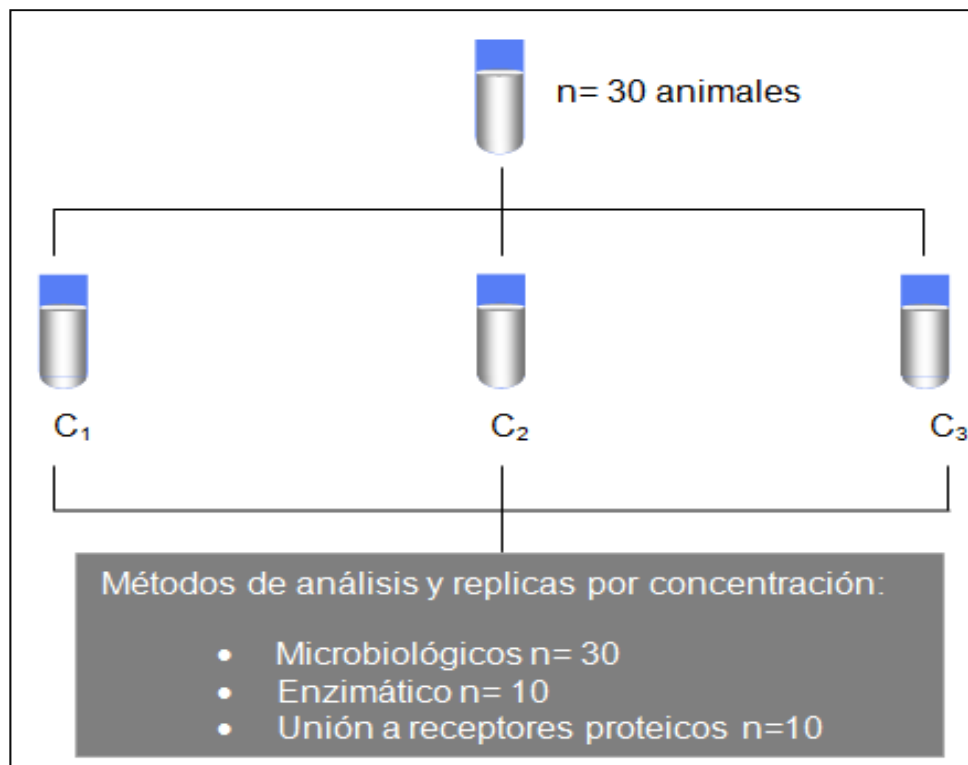 n= 30 animales
C₁ C₂ C₃
Métodos de análisis y replicas por concentración:
• Microbiológicos n= 30
• Enzimático n= 10
• Unión a receptores proteicos n=10